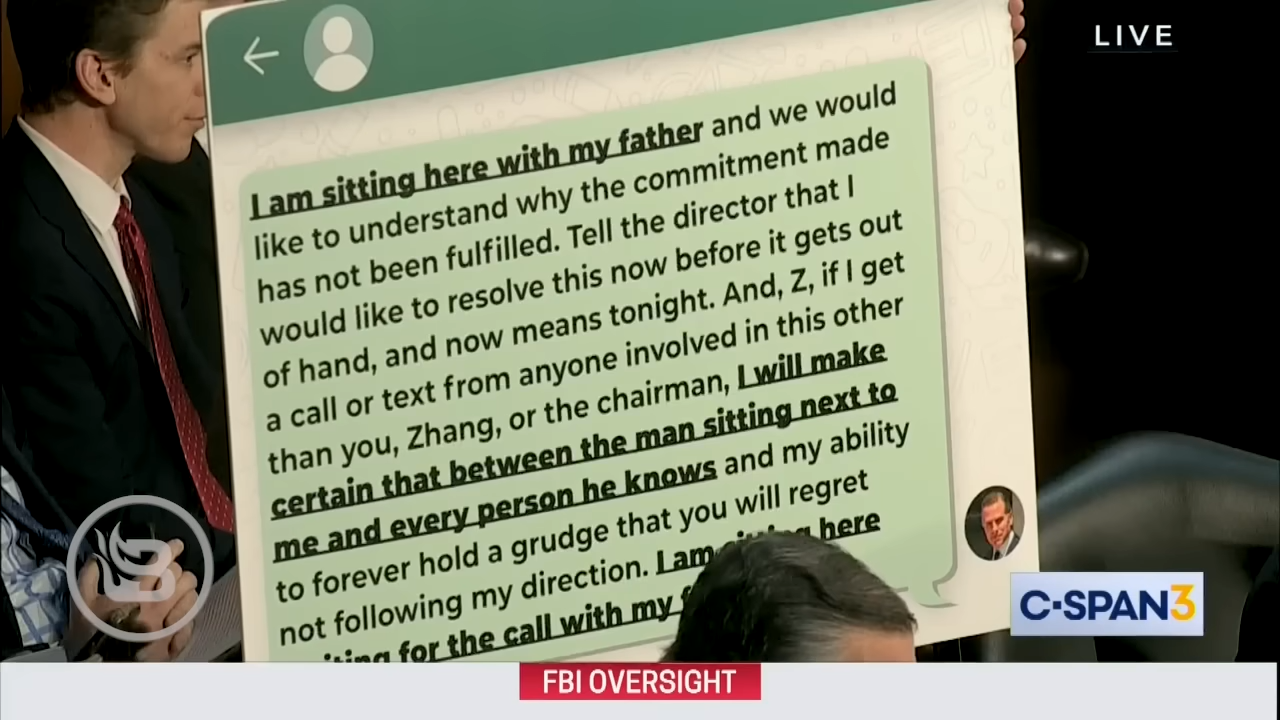 LIVE
I am sitting here with my father and we would
like to understand why the commitment made
has not been fulfilled. Tell the director that I
would like to resolve this now before it gets out
of hand, and now means tonight. And, Z, if I get
a call or text from anyone involved in this other
than you, Zhang, or the chairman, I will make
certain that between the man sitting next to
me and every person he knows and my ability
to forever hold a grudge that you will regret
not following my direction. I am here
for the call with my
C-SPAN3
FBI OVERSIGHT